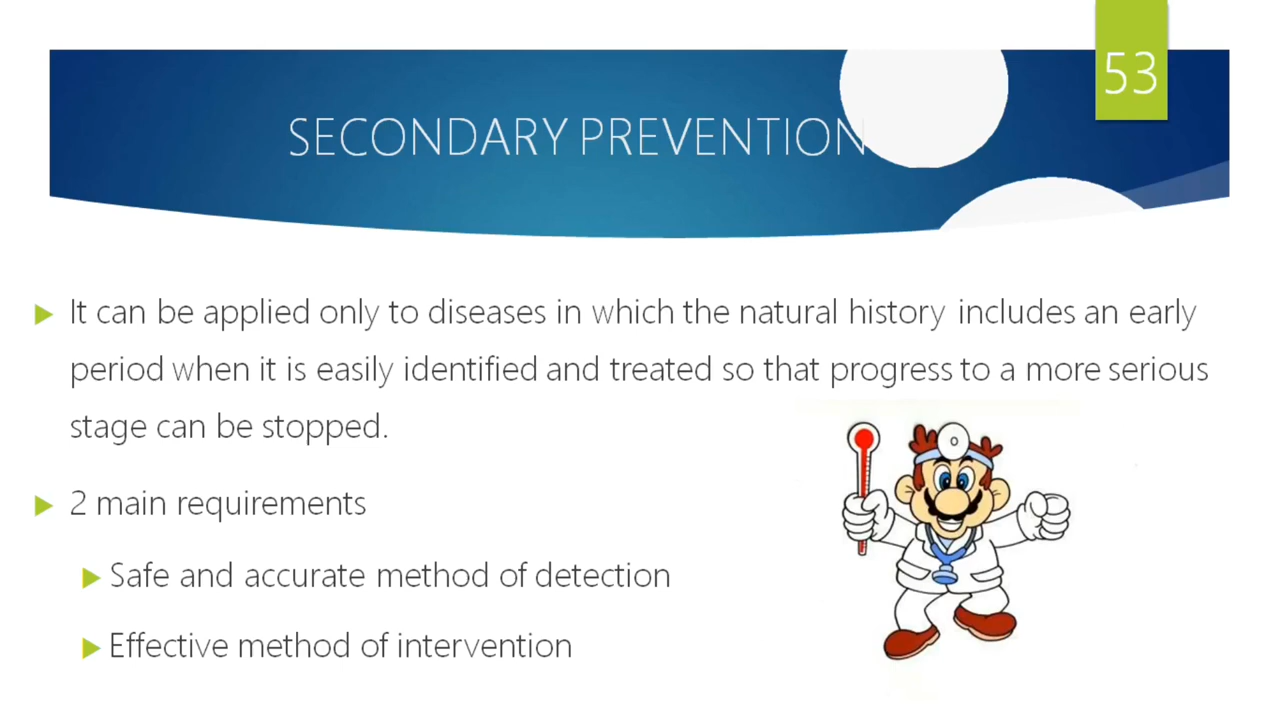 53
SECONDARY PREVENTION
It can be applied only to diseases in which the natural history includes an early
period when it is easily identified and treated so that progress to a more serious
stage can be stopped.
2 main requirements
Safe and accurate method of detection
Effective method of intervention